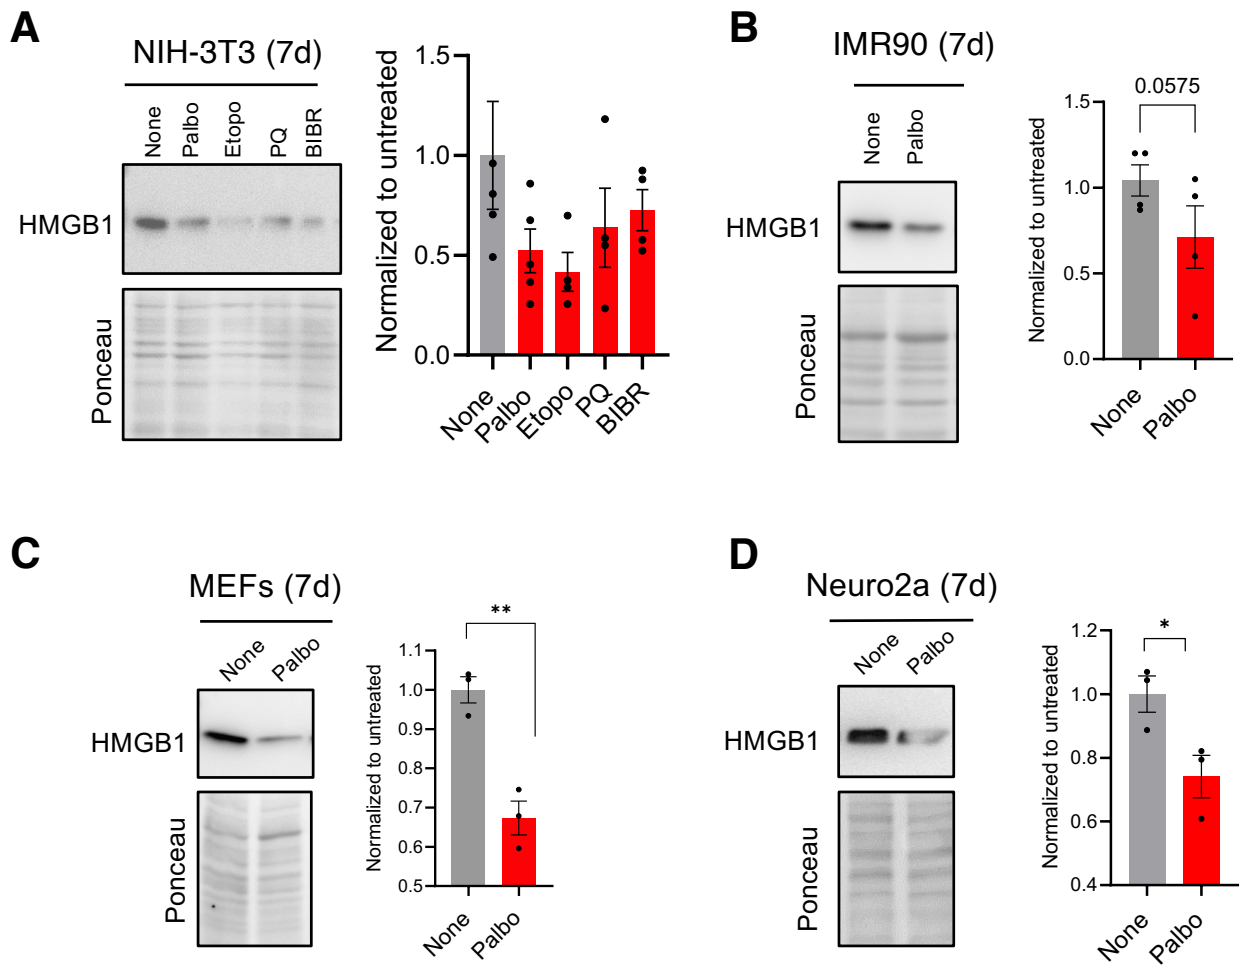 A
NIH-3T3 (7d)
None
Palbo
Etopo
PQ
BIBR
HMGB1
Ponceau
Normalized to untreated
1.5
1.0
0.5
0.0
None
Palbo
Etopo
PQ
BIBR
B
IMR90 (7d)
None
Palbo
HMGB1
Ponceau
Normalized to untreated
0.0575
1.5
1.0
0.5
0.0
None
Palbo
C
MEFs (7d)
None
Palbo
HMGB1
Ponceau
Normalized to untreated
**
1.1
1.0
0.9
0.8
0.7
0.6
0.5
None
Palbo
D
Neuro2a (7d)
None
Palbo
HMGB1
Ponceau
Normalized to untreated
*
1.2
1.0
0.8
0.6
0.4
None
Palbo